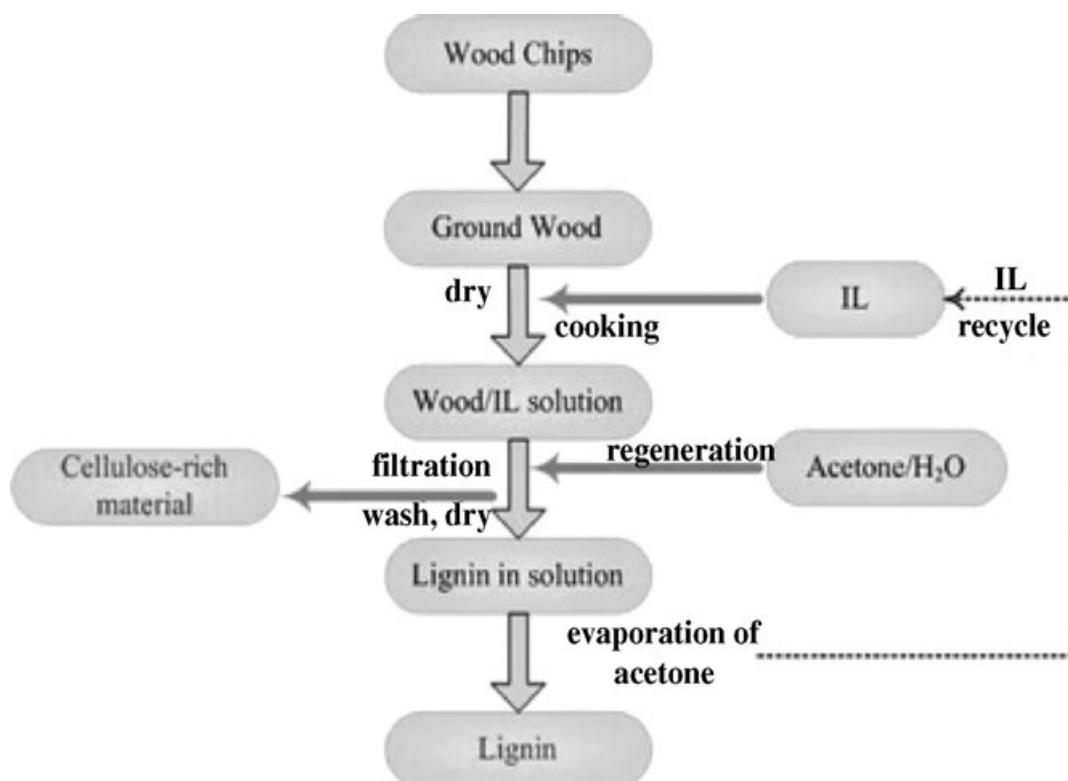 Wood Chips
Ground Wood
dry
IL
IL
recycle
cooking
Wood/IL solution
regeneration
Acetone/H₂O
Cellulose-rich
material
filtration
wash, dry
Lignin in solution
evaporation of
acetone
Lignin